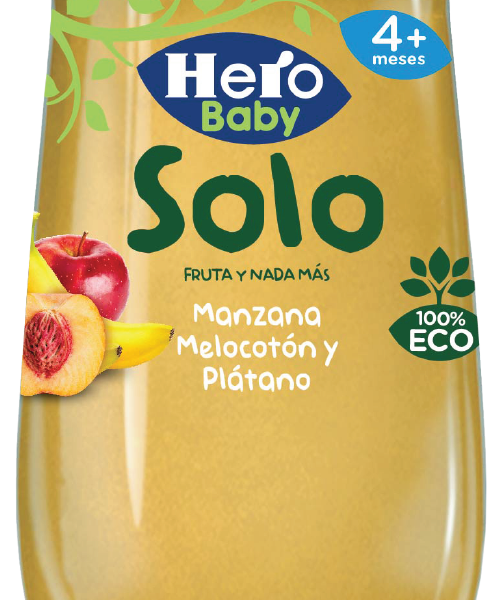 4+
meses
Hero
Baby
Solo
FRUTA Y NADA MÁS
Manzana
Melocotón y
Plátano
100%
ECO